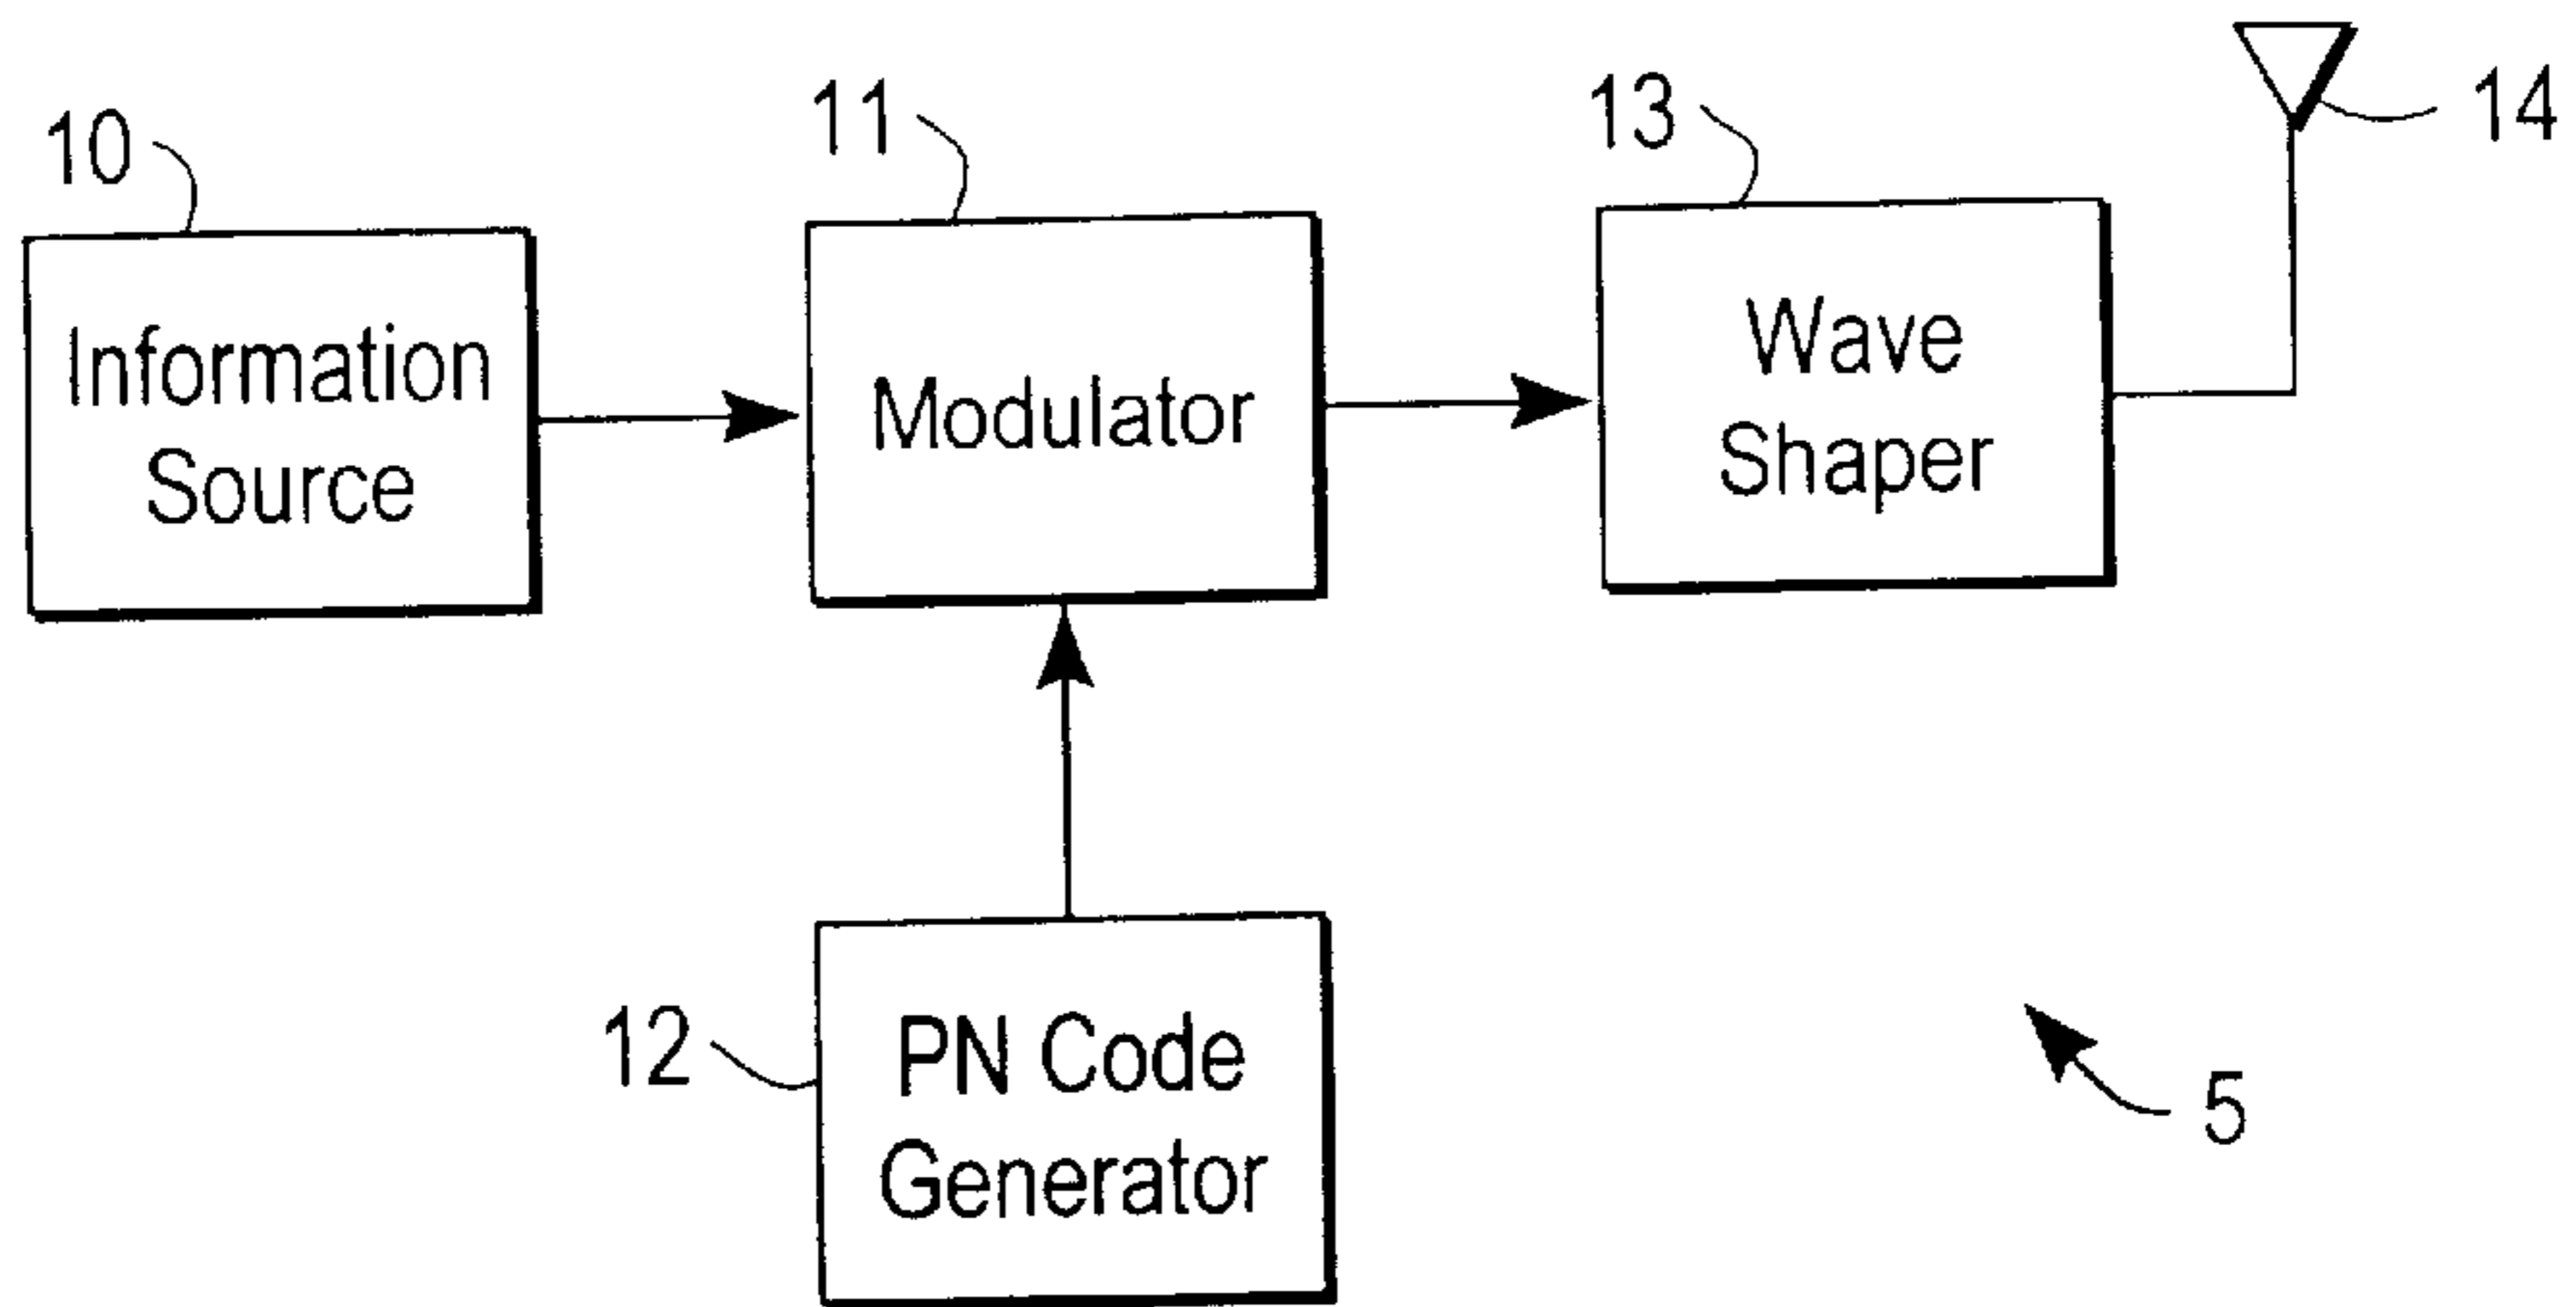 10
11
13
14
Information
Source
Modulator
Wave
Shaper
12
PN Code
Generator
5